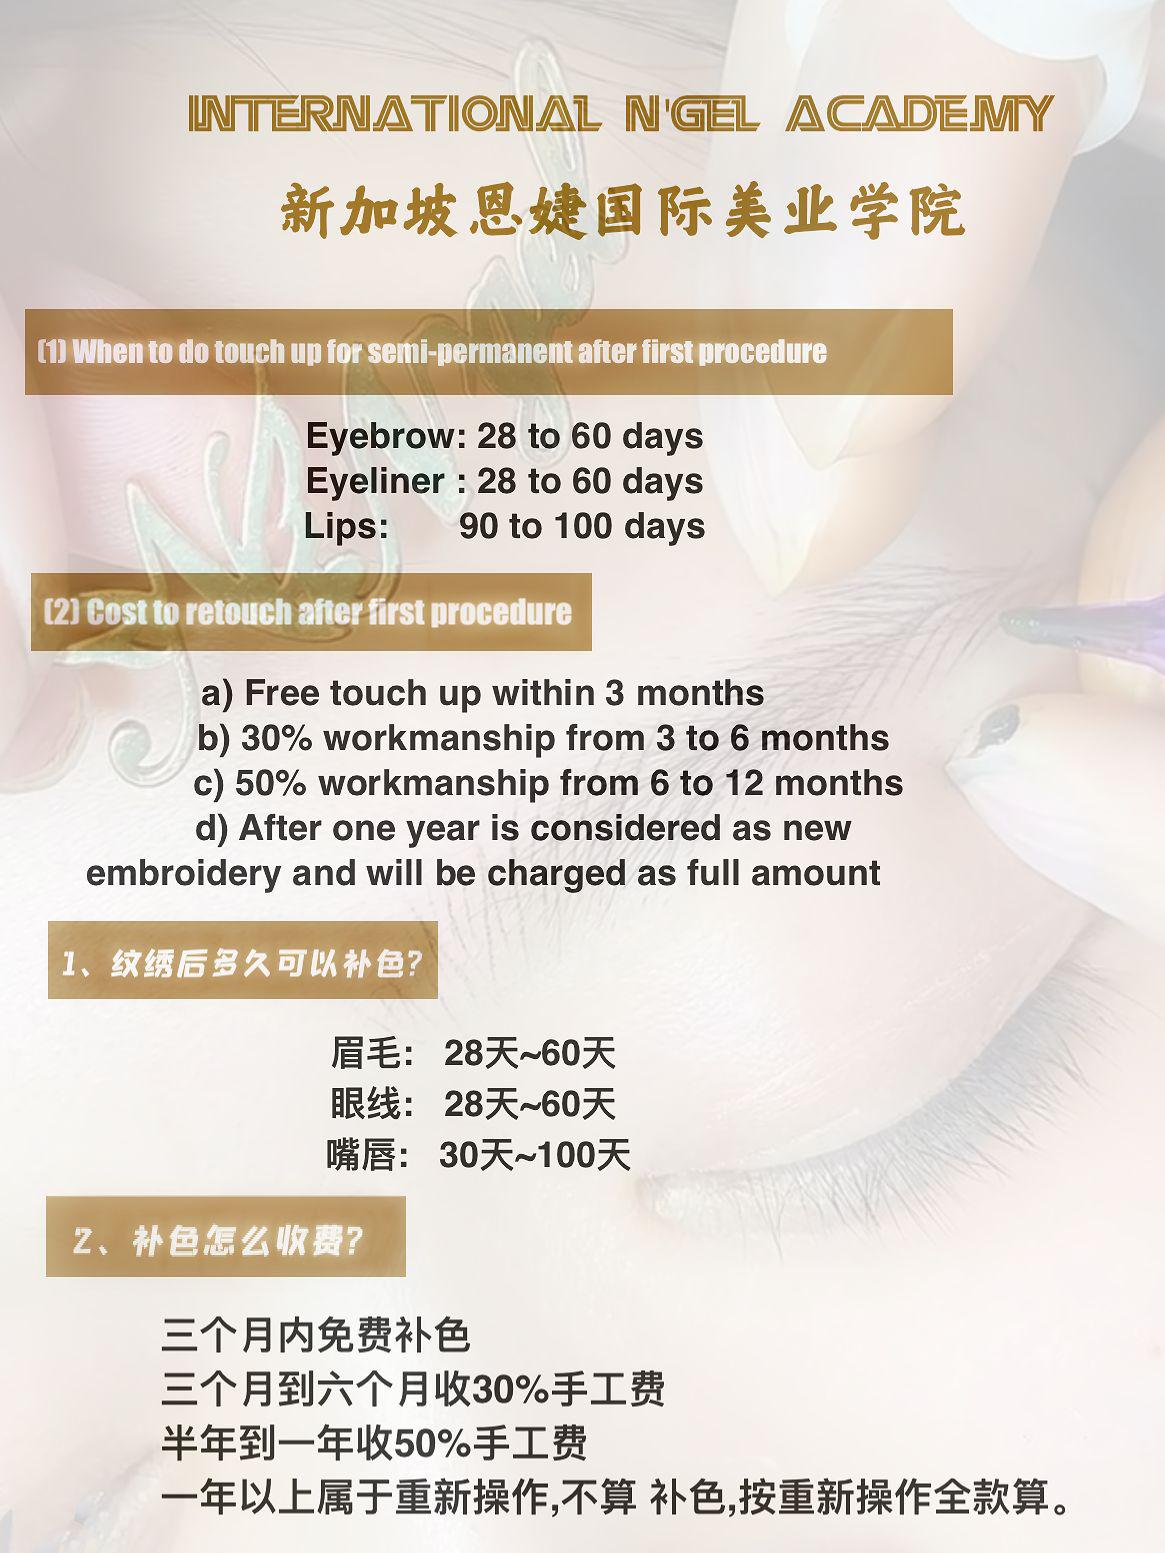 INTERNATIONAL N'GEL ACADEMY
新加坡恩婕国际美业学院
(1) When to do touch up for semi-permanent after first procedure
Eyebrow: 28 to 60 days
Eyeliner : 28 to 60 days
Lips: 90 to 100 days
(2) Cost to retouch after first procedure
a) Free touch up within 3 months
b) 30% workmanship from 3 to 6 months
c) 50% workmanship from 6 to 12 months
d) After one year is considered as new
embroidery and will be charged as full amount
1、纹绣后多久可以补色?
眉毛: 28天~60天
眼线: 28天~60天
嘴唇: 30天~100天
2、补色怎么收费?
三个月内免费补色
三个月到六个月收30%手工费
半年到一年收50%手工费
一年以上属于重新操作,不算 补色,按重新操作全款算。